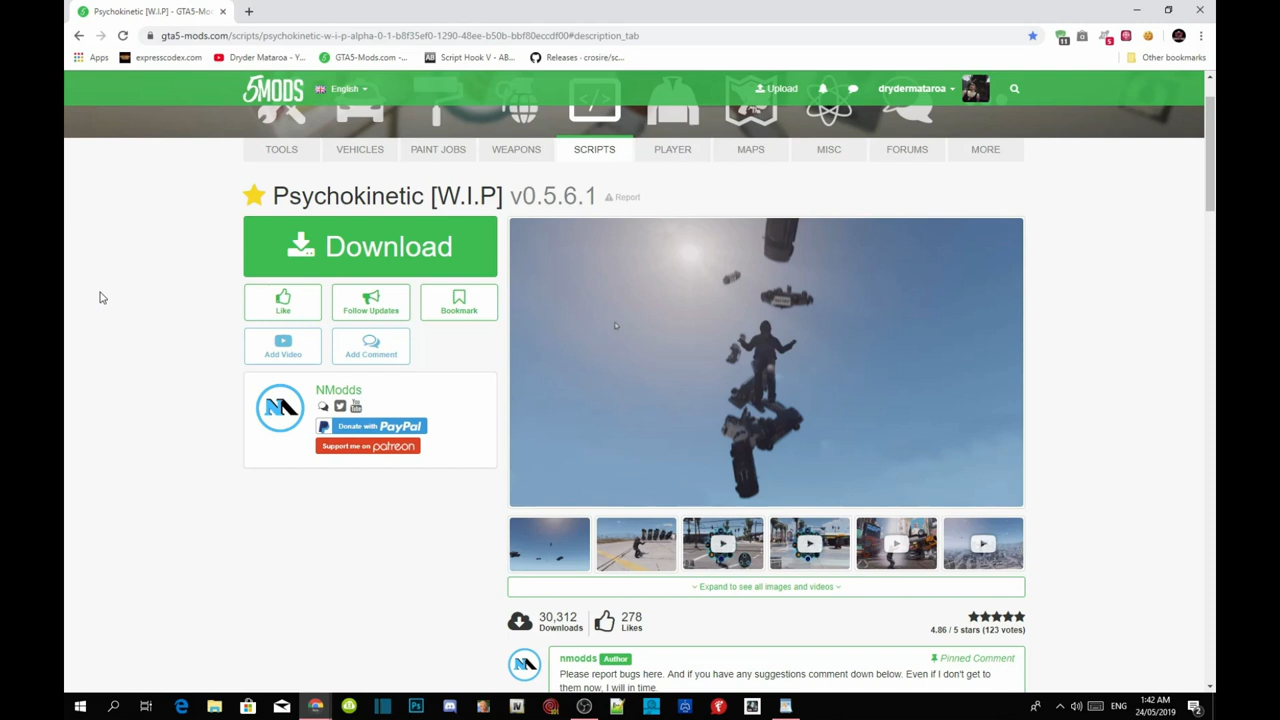 Psychokinetic [W.I.P] - GTA5-Mo
gta5-mods.com/scripts/psychokinetic-w-i-p-alpha-0-1-b8f35ef0-1290-48ee-b50b-bbf80eccdf00#description_tab
Apps expresscodex.com Dryder Mataroa - Y... GTA5-Mods.com -... Script Hook V - AB... Releases - crosire/sc... Other bookmarks
5MODS English Upload drydermataroa
TOOLS VEHICLES PAINT JOBS WEAPONS SCRIPTS PLAYER MAPS MISC FORUMS MORE
Psychokinetic [W.I.P] v0.5.6.1 Report
Download
Like Follow Updates Bookmark
Add Video Add Comment
NModds
Donate with PayPal
Support me on patreon
Expand to see all images and videos
30,312 Downloads 278 Likes
4.86 / 5 stars (123 votes)
nmodds Author Pinned Comment
Please report bugs here. And if you have any suggestions comment down below. Even if I don't get to
them now, I will in time.
1:42 AM
ENG
24/05/2019